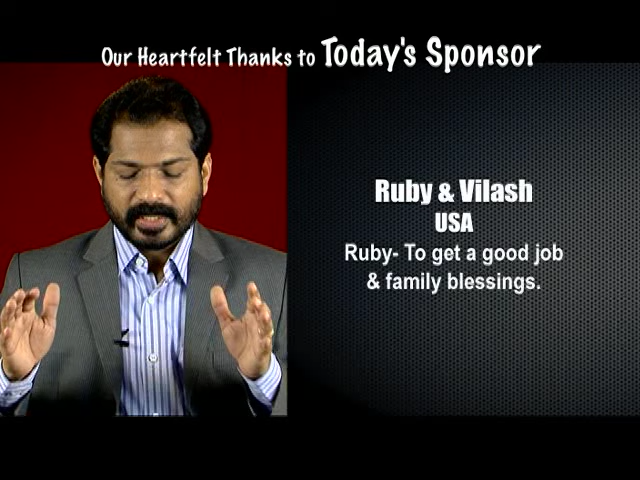 Our Heartfelt Thanks to Today's Sponsor
Ruby & Vilash
USA
Ruby- To get a good job
& family blessings.